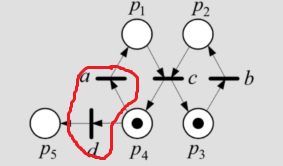 p₁ p₂
a c b
p₅ d p₄ p₃